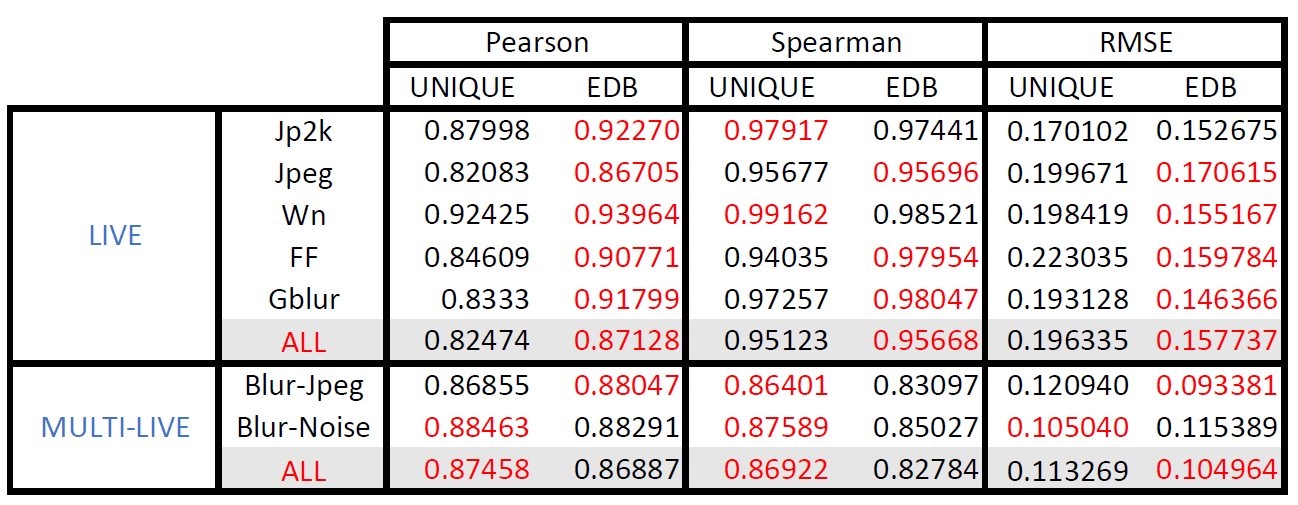 Pearson Spearman RMSE
UNIQUE EDB UNIQUE EDB UNIQUE EDB
Jp2k 0.87998 0.92270 0.97917 0.97441 0.170102 0.152675
Jpeg 0.82083 0.86705 0.95677 0.95696 0.199671 0.170615
Wn 0.92425 0.93964 0.99162 0.98521 0.198419 0.155167
LIVE
FF 0.84609 0.90771 0.94035 0.97954 0.223035 0.159784
Gblur 0.8333 0.91799 0.97257 0.98047 0.193128 0.146366
ALL 0.82474 0.87128 0.95123 0.95668 0.196335 0.157737
Blur-Jpeg 0.86855 0.88047 0.86401 0.83097 0.120940 0.093381
MULTI-LIVE Blur-Noise 0.88463 0.88291 0.87589 0.85027 0.105040 0.115389
ALL 0.87458 0.86887 0.86922 0.82784 0.113269 0.104964